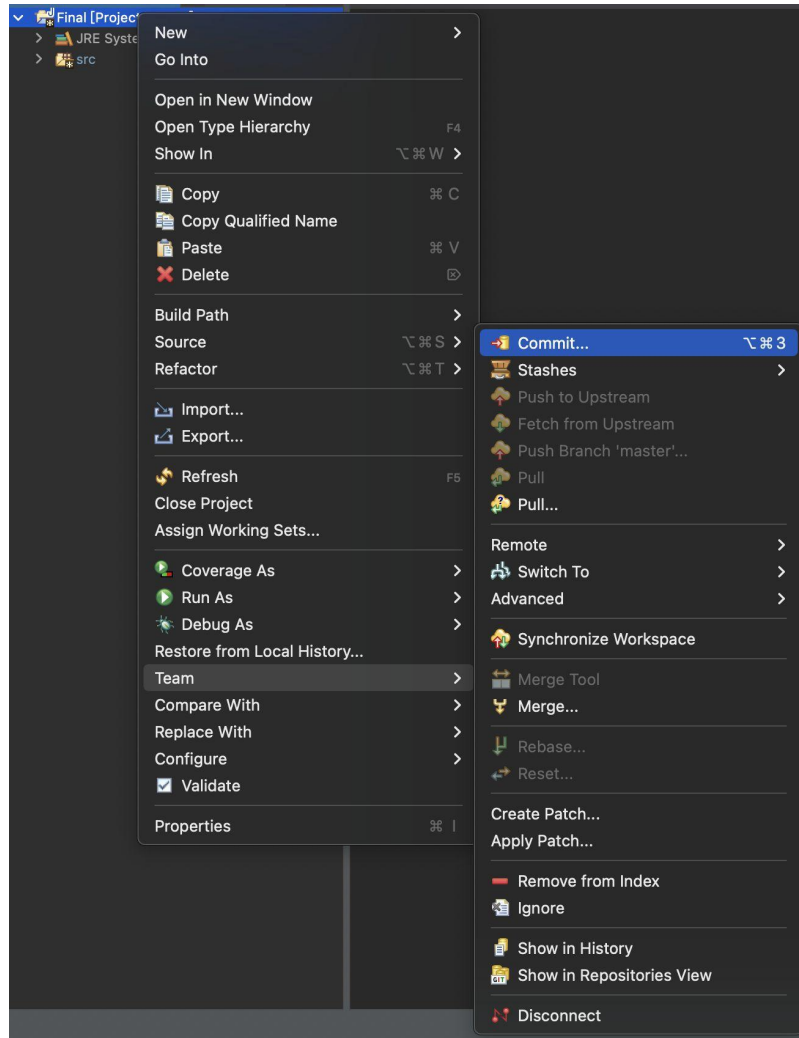 Final [Projec
JRE Syste
src
New
Go Into
Open in New Window
Open Type Hierarchy F4
Show In ⌥⌘W
Copy ⌘C
Copy Qualified Name
Paste ⌘V
Delete ⌦
Build Path
Source ⌥⌘S
Refactor ⌥⌘T
Import...
Export...
Refresh F5
Close Project
Assign Working Sets...
Coverage As
Run As
Debug As
Restore from Local History...
Team
Compare With
Replace With
Configure
Validate
Properties ⌘I
Commit... ⌥⌘3
Stashes
Push to Upstream
Fetch from Upstream
Push Branch 'master'...
Pull
Pull...
Remote
Switch To
Advanced
Synchronize Workspace
Merge Tool
Merge...
Rebase...
Reset...
Create Patch...
Apply Patch...
Remove from Index
Ignore
Show in History
GIT Show in Repositories View
Disconnect